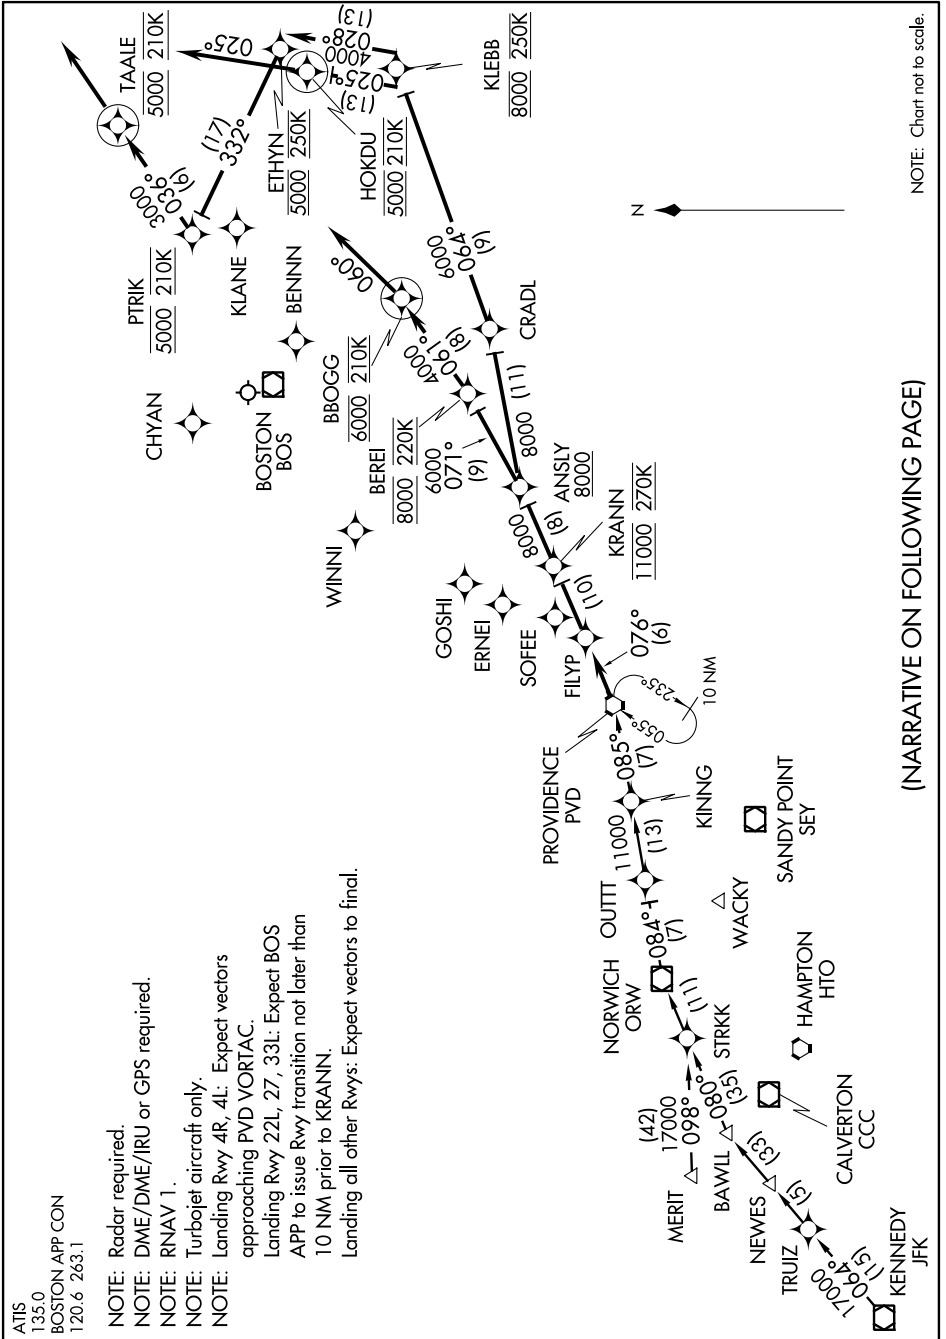 ATIS
135.0
BOSTON APP CON
120.6 263.1
NOTE: Radar required.
NOTE: DME/DME/IRU or GPS required.
NOTE: RNAV 1.
NOTE: Turbojet aircraft only.
NOTE: Landing Rwy 4R, 4L: Expect vectors
approaching PVD VORTAC.
Landing Rwy 22L, 27, 33L: Expect BOS
APP to issue Rwy transition not later than
10 NM prior to KRANN.
Landing all other Rwys: Expect vectors to final.
KENNEDY
JFK
17000
064°
(15)
TRUIZ
(5)
NEWES
(33)
BAWLL
080°
(35)
MERIT
(42)
17000
098°
STRKK
(11)
NORWICH
ORW
084°
(7)
OUTTT
11000
(13)
KINNG
085°
(7)
PROVIDENCE
PVD
055°
235°
10 NM
076°
(6)
FILYP
(10)
KRANN
11000 270K
8000
(8)
ANSLY
8000
6000
071°
(9)
BEREI
8000 220K
4000
061°
(8)
BBOGG
6000 210K
060°
8000 (11)
CRADL
6000
064°
(9)
KLEBB
8000 250K
4000
028°
(13)
025°
(13)
ETHYN
5000 250K
HOKDU
5000 210K
025°
(17)
332°
PTRIK
5000 210K
3000
036°
(6)
TAALE
5000 210K
KLANE
BENNN
CHYAN
BOSTON
BOS
WINNI
GOSHI
ERNEI
SOFEE
CALVERTON
CCC
HAMPTON
HTO
WACKY
SANDY POINT
SEY
N
NOTE: Chart not to scale.
(NARRATIVE ON FOLLOWING PAGE)